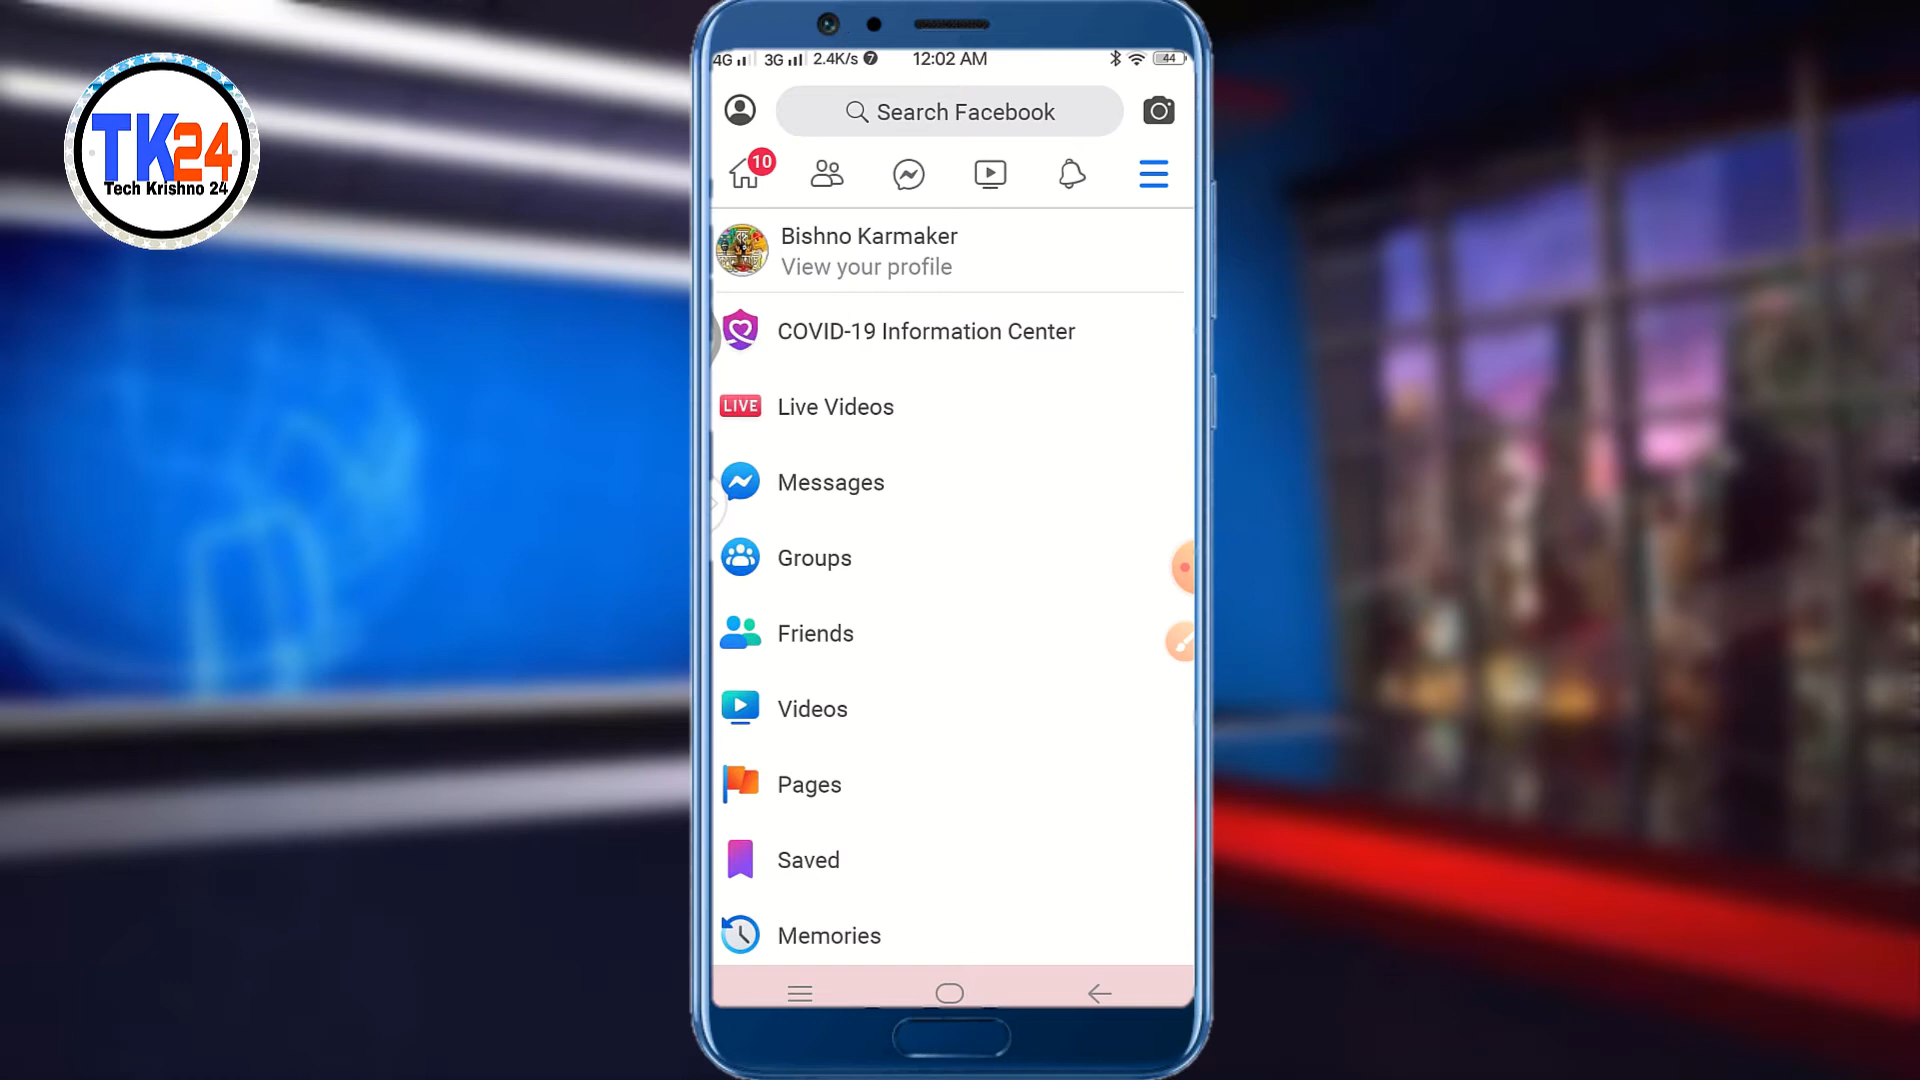 TK24
Tech Krishno 24
4G 3G 2.4K/s 7 12:02 AM 44
Search Facebook
10
Bishno Karmaker
View your profile
COVID-19 Information Center
LIVE Live Videos
Messages
Groups
Friends
Videos
Pages
Saved
Memories